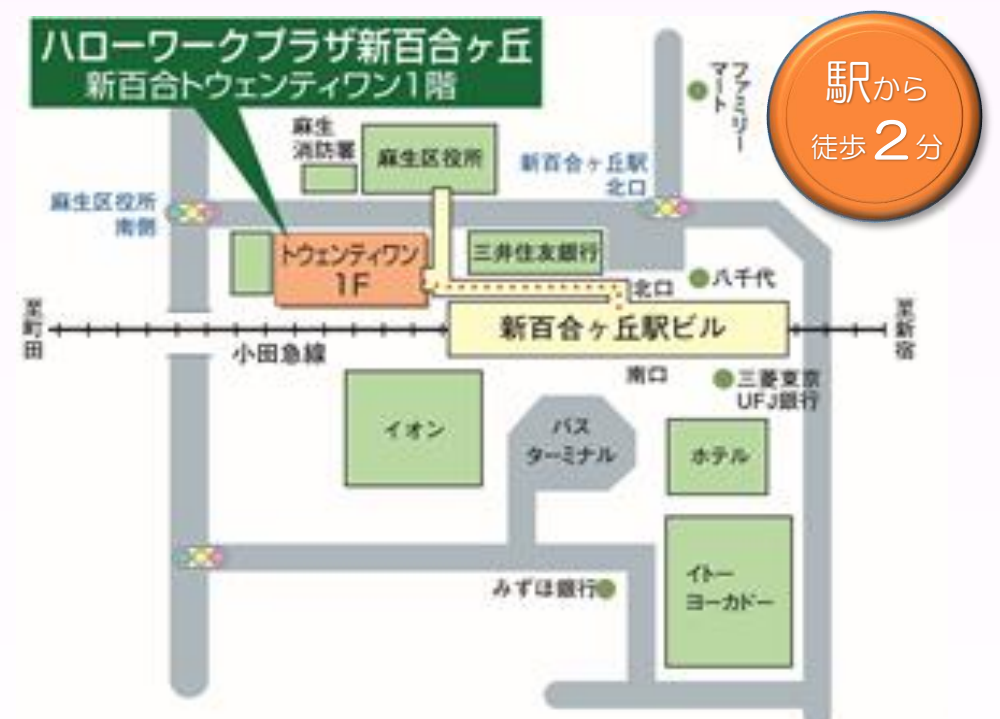 ハローワークプラザ新百合ヶ丘
新百合トウェンティワン1階
駅から
徒歩2分
ファミリー
マート
麻生
消防署
麻生区役所
新百合ヶ丘駅
北口
麻生区役所
南側
トウェンティワン
1F
三井住友銀行
北口
八千代
至町田
新百合ヶ丘駅ビル
至新宿
小田急線
南口
三菱東京
UFJ銀行
イオン
バス
ターミナル
ホテル
イトー
ヨーカドー
みずほ銀行